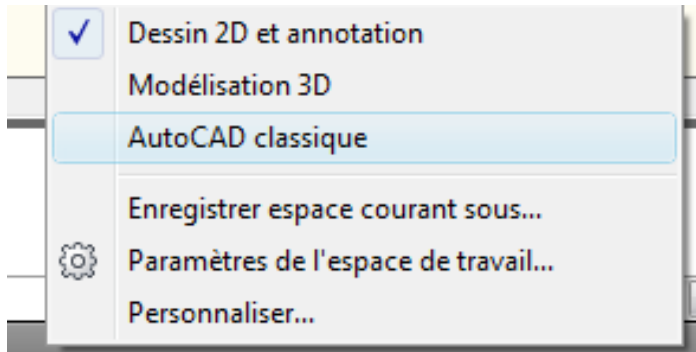 Dessin 2D et annotation
Modélisation 3D
AutoCAD classique
Enregistrer espace courant sous...
Paramètres de l'espace de travail...
Personnaliser...